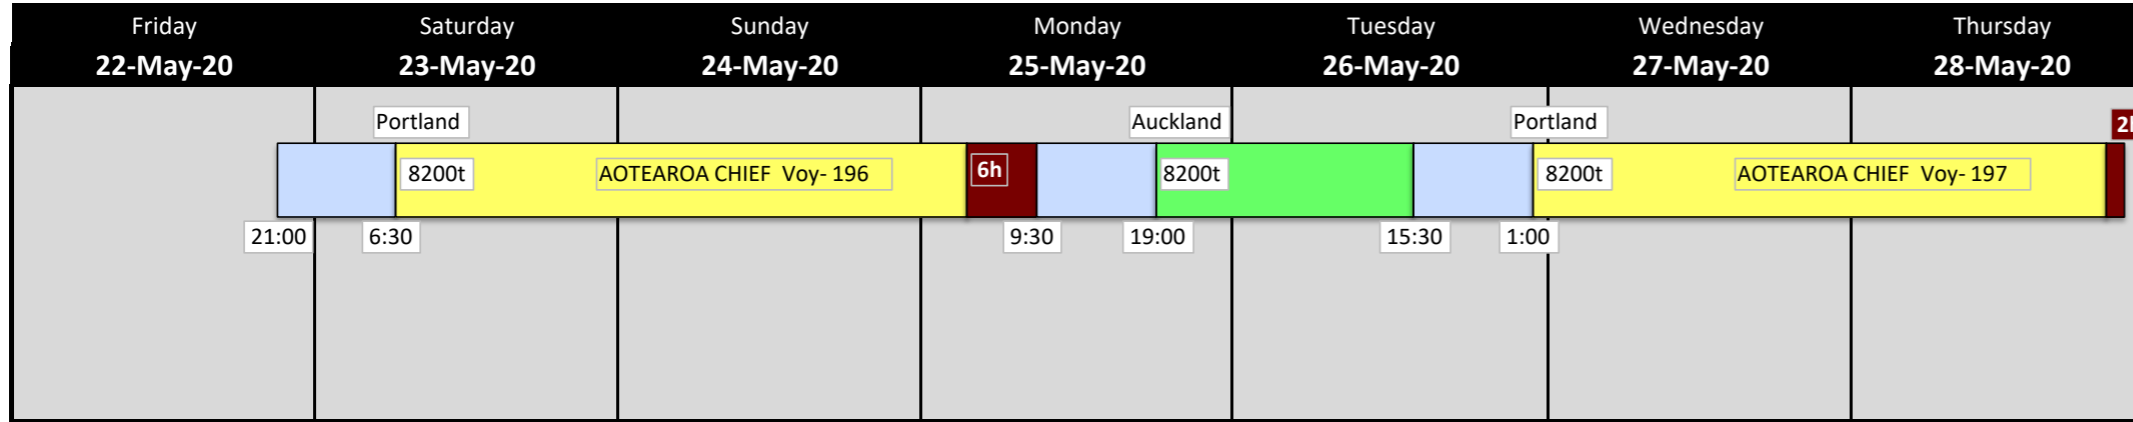 Friday Saturday Sunday Monday Tuesday Wednesday Thursday
22-May-20 23-May-20 24-May-20 25-May-20 26-May-20 27-May-20 28-May-20
Portland Auckland Portland
8200t AOTEAROA CHIEF Voy- 196 6h 8200t 8200t AOTEAROA CHIEF Voy- 197
21:00 6:30 9:30 19:00 15:30 1:00